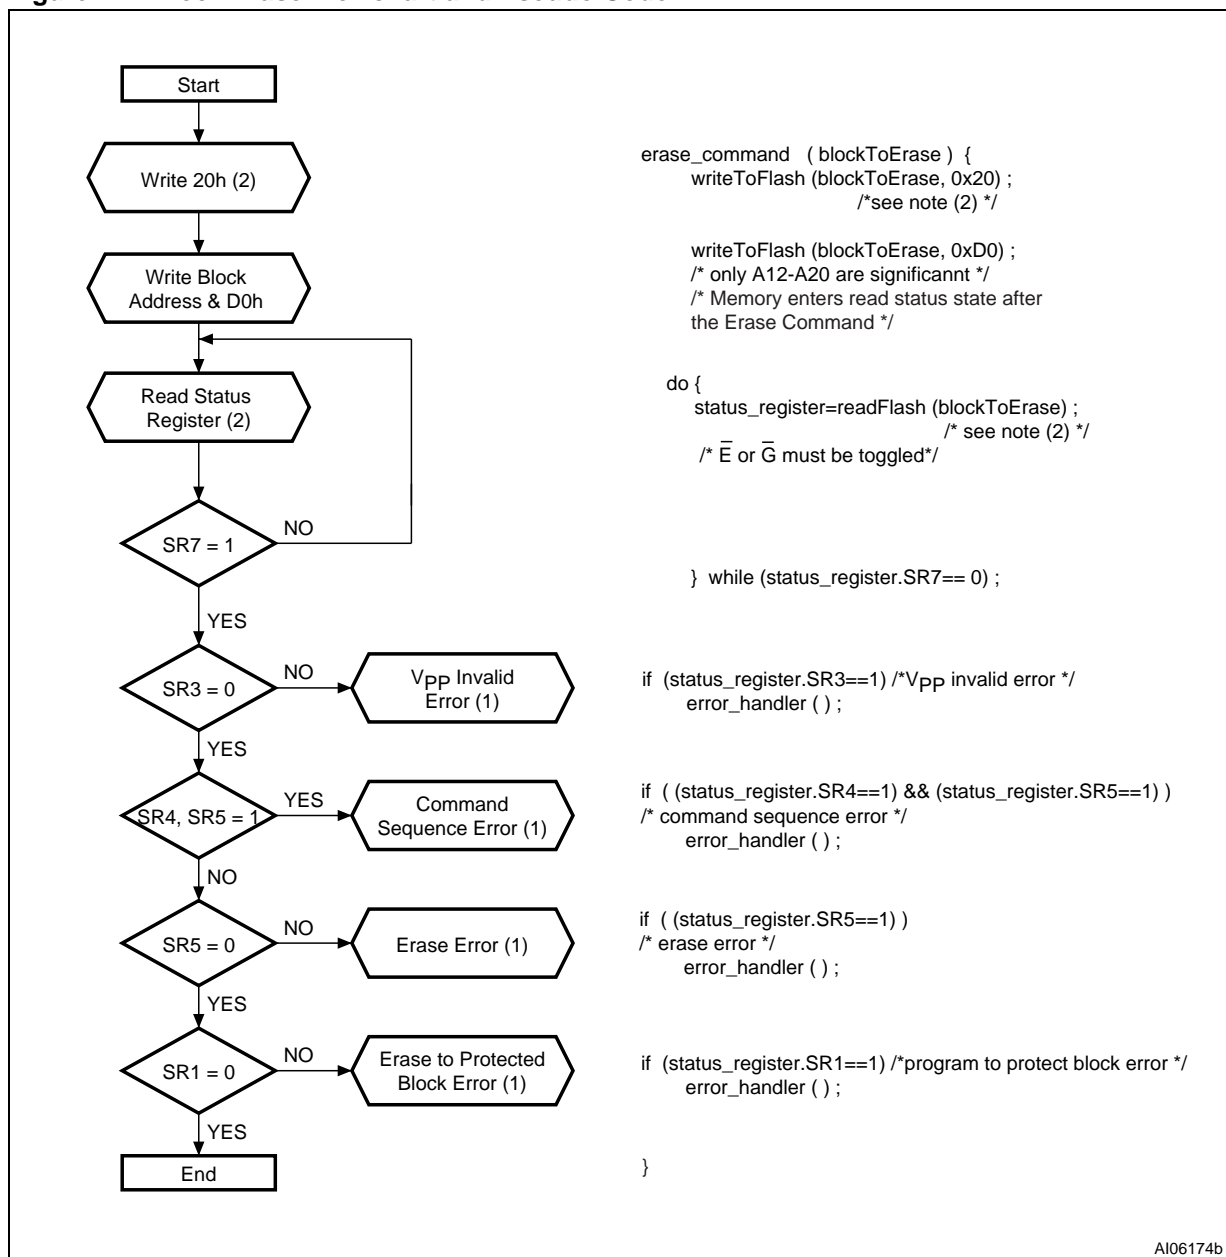 Start
Write 20h (2)
Write Block
Address & D0h
Read Status
Register (2)
SR7 = 1
NO
YES
SR3 = 0
NO
VPP Invalid
Error (1)
YES
SR4, SR5 = 1
YES
Command
Sequence Error (1)
NO
SR5 = 0
NO
Erase Error (1)
YES
SR1 = 0
NO
Erase to Protected
Block Error (1)
YES
End
erase_command ( blockToErase ) {
writeToFlash (blockToErase, 0x20) ;
/*see note (2) */
writeToFlash (blockToErase, 0xD0) ;
/* only A12-A20 are significannt */
/* Memory enters read status state after
the Erase Command */
do {
status_register=readFlash (blockToErase) ;
/* see note (2) */
/* E̅ or G̅ must be toggled*/
} while (status_register.SR7== 0) ;
if (status_register.SR3==1) /*VPP invalid error */
error_handler ( ) ;
if ( (status_register.SR4==1) && (status_register.SR5==1) )
/* command sequence error */
error_handler ( ) ;
if ( (status_register.SR5==1) )
/* erase error */
error_handler ( ) ;
if (status_register.SR1==1) /*program to protect block error */
error_handler ( ) ;
}
AI06174b